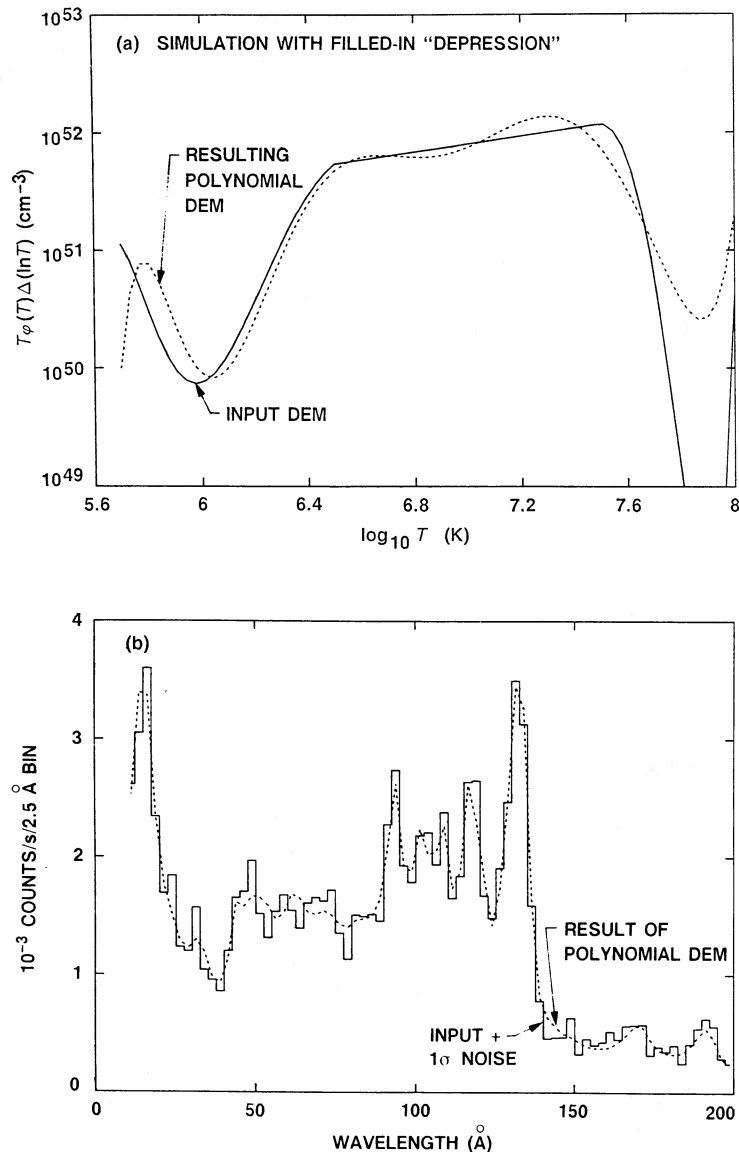 10^53
(a) SIMULATION WITH FILLED-IN “DEPRESSION”
10^52
RESULTING
POLYNOMIAL
DEM
10^51
10^50
INPUT DEM
10^49
Tφ(T)Δ(lnT) (cm−3)
5.6 6 6.4 6.8 7.2 7.6 8
log10 T (K)
4
(b)
3
2
1
0
10−3 COUNTS/s/2.5 Å BIN
RESULT OF
POLYNOMIAL DEM
INPUT +
1σ NOISE
0 50 100 150 200
WAVELENGTH (Å)